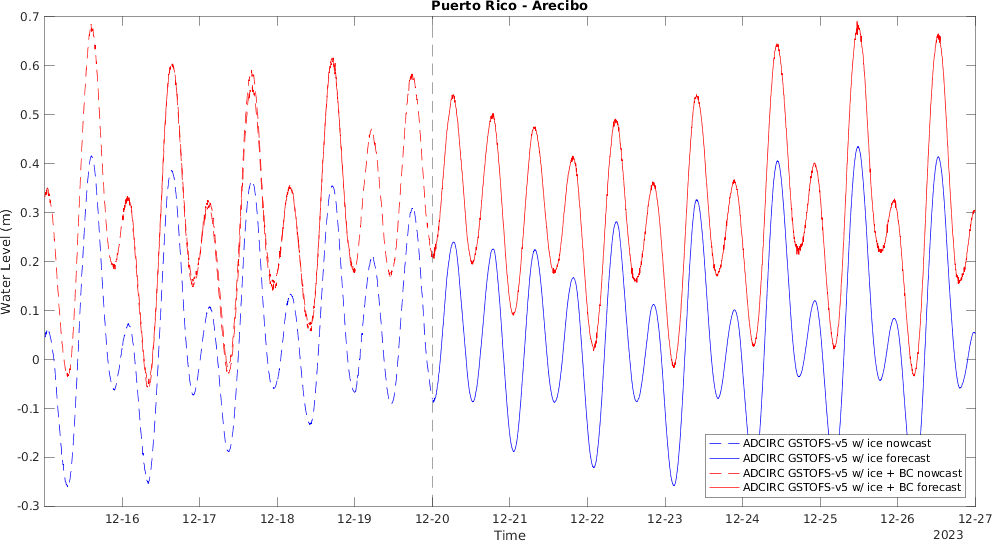 Puerto Rico - Arecibo
0.7
0.6
0.5
0.4
0.3
0.2
0.1
0
-0.1
-0.2
-0.3
Water Level (m)
ADCIRC GSTOFS-v5 w/ ice nowcast
ADCIRC GSTOFS-v5 w/ ice forecast
ADCIRC GSTOFS-v5 w/ ice + BC nowcast
ADCIRC GSTOFS-v5 w/ ice + BC forecast
12-16 12-17 12-18 12-19 12-20 12-21 12-22 12-23 12-24 12-25 12-26 12-27
Time
2023